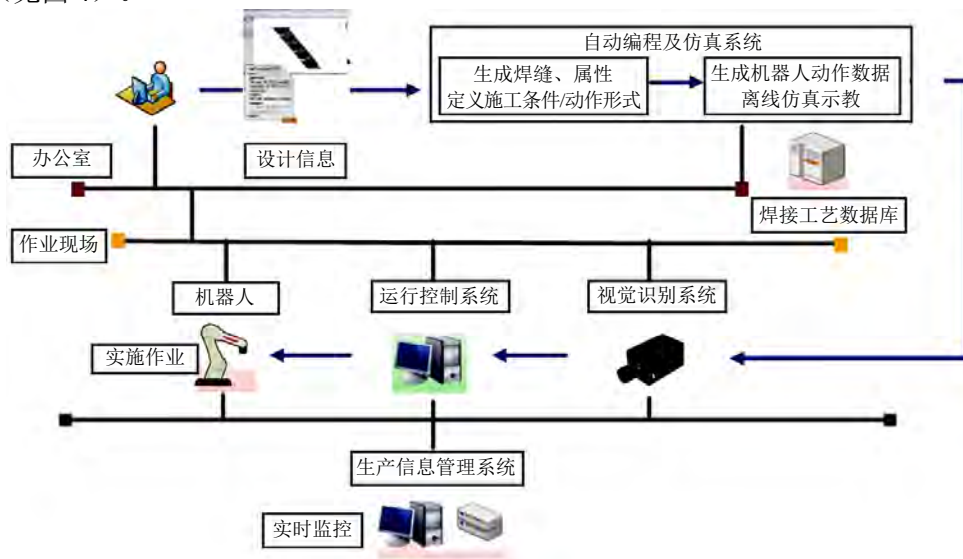 自动编程及仿真系统
生成焊缝、属性
定义施工条件/动作形式
生成机器人动作数据
离线仿真示教
办公室
设计信息
焊接工艺数据库
作业现场
机器人
运行控制系统
视觉识别系统
实施作业
生产信息管理系统
实时监控